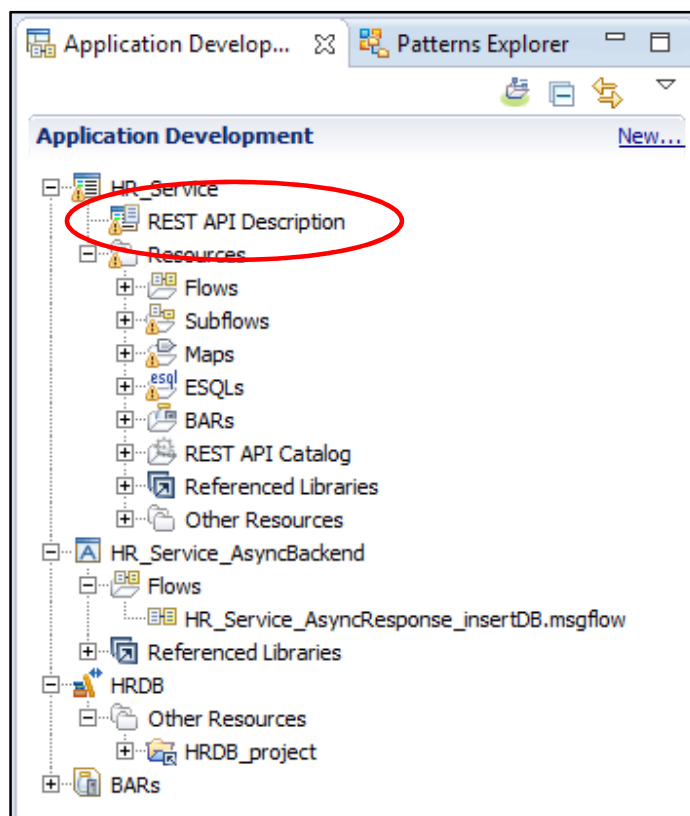 Application Develop... Patterns Explorer
Application Development New...
HR_Service
REST API Description
Resources
Flows
Subflows
Maps
esql ESQLs
BARs
REST API Catalog
Referenced Libraries
Other Resources
A HR_Service_AsyncBackend
Flows
HR_Service_AsyncResponse_insertDB.msgflow
Referenced Libraries
HRDB
Other Resources
HRDB_project
BARs